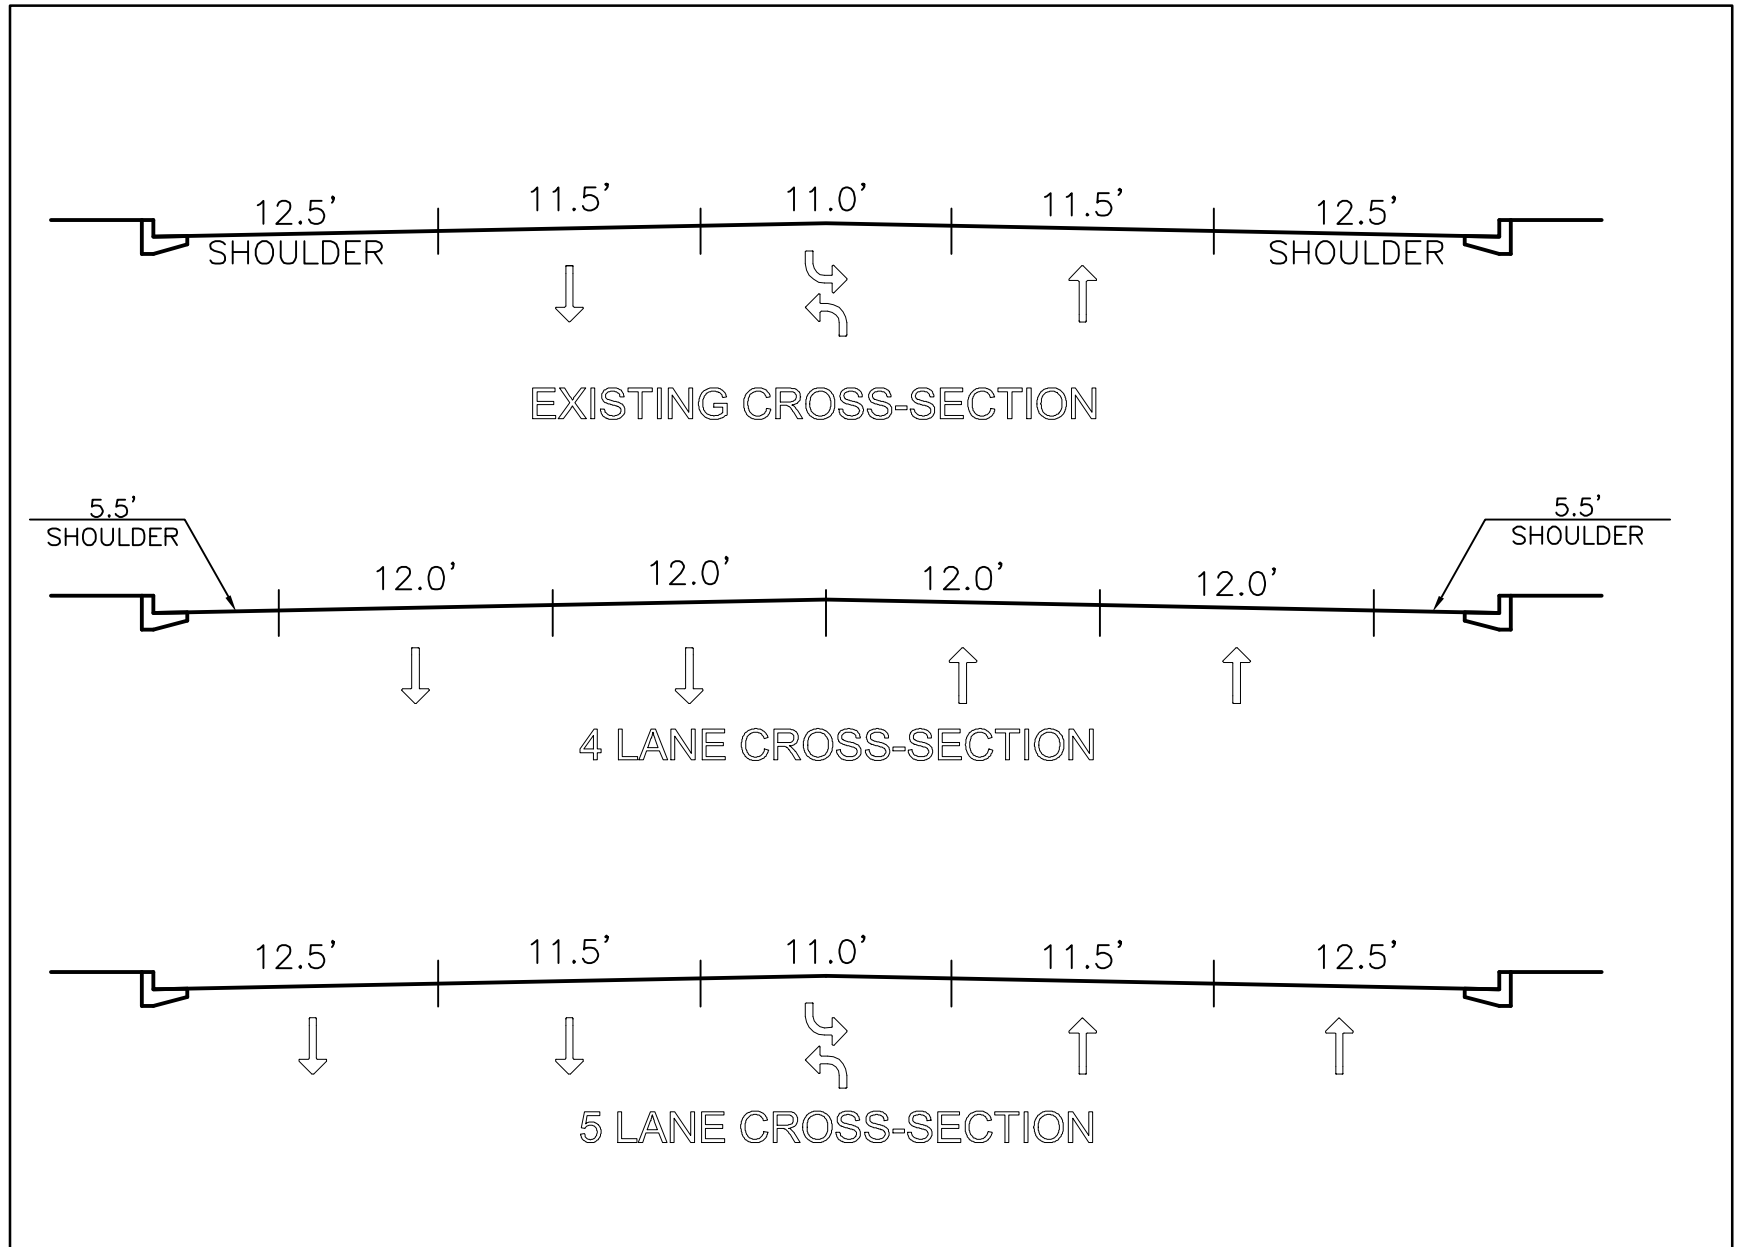 12.5' 11.5' 11.0' 11.5' 12.5'
SHOULDER SHOULDER
EXISTING CROSS-SECTION
5.5' 5.5'
SHOULDER SHOULDER
12.0' 12.0' 12.0' 12.0'
4 LANE CROSS-SECTION
12.5' 11.5' 11.0' 11.5' 12.5'
5 LANE CROSS-SECTION